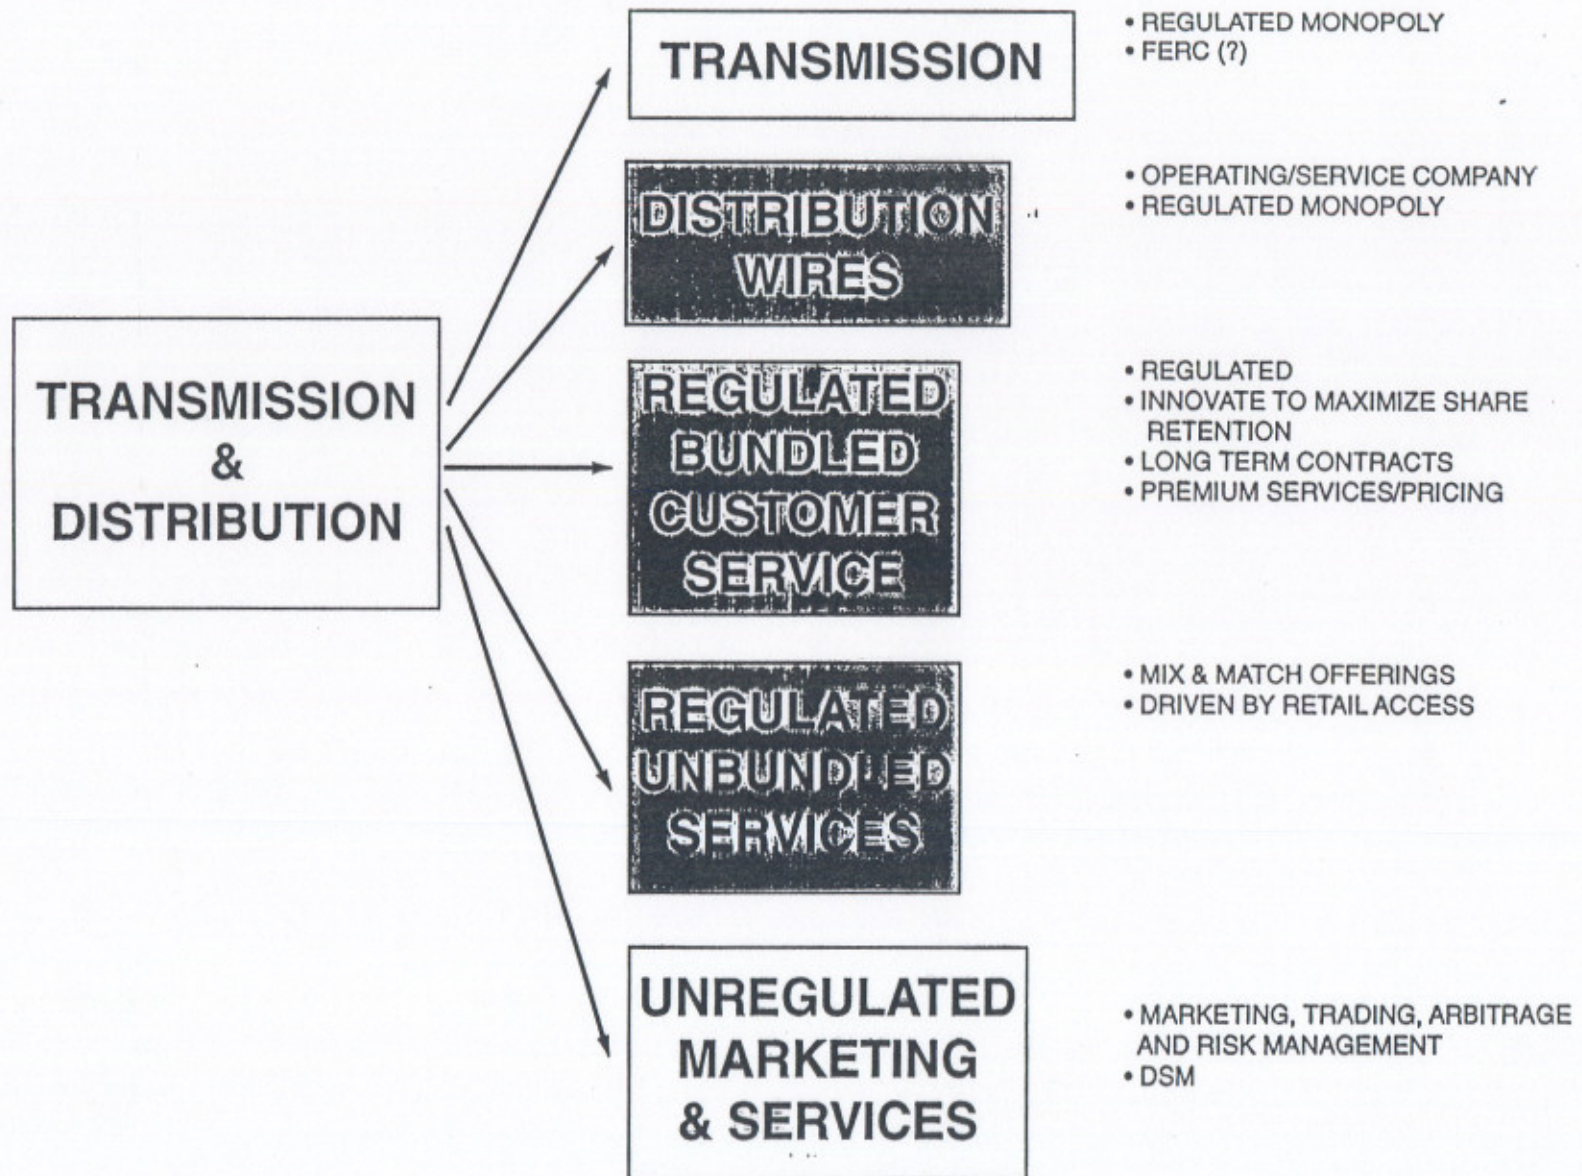 TRANSMISSION
& 
DISTRIBUTION
TRANSMISSION
• REGULATED MONOPOLY
• FERC (?)
DISTRIBUTION
WIRES
• OPERATING/SERVICE COMPANY
• REGULATED MONOPOLY
REGULATED
BUNDLED
CUSTOMER
SERVICE
• REGULATED
• INNOVATE TO MAXIMIZE SHARE
RETENTION
• LONG TERM CONTRACTS
• PREMIUM SERVICES/PRICING
REGULATED
UNBUNDLED
SERVICES
• MIX & MATCH OFFERINGS
• DRIVEN BY RETAIL ACCESS
UNREGULATED
MARKETING
& SERVICES
• MARKETING, TRADING, ARBITRAGE
AND RISK MANAGEMENT
• DSM